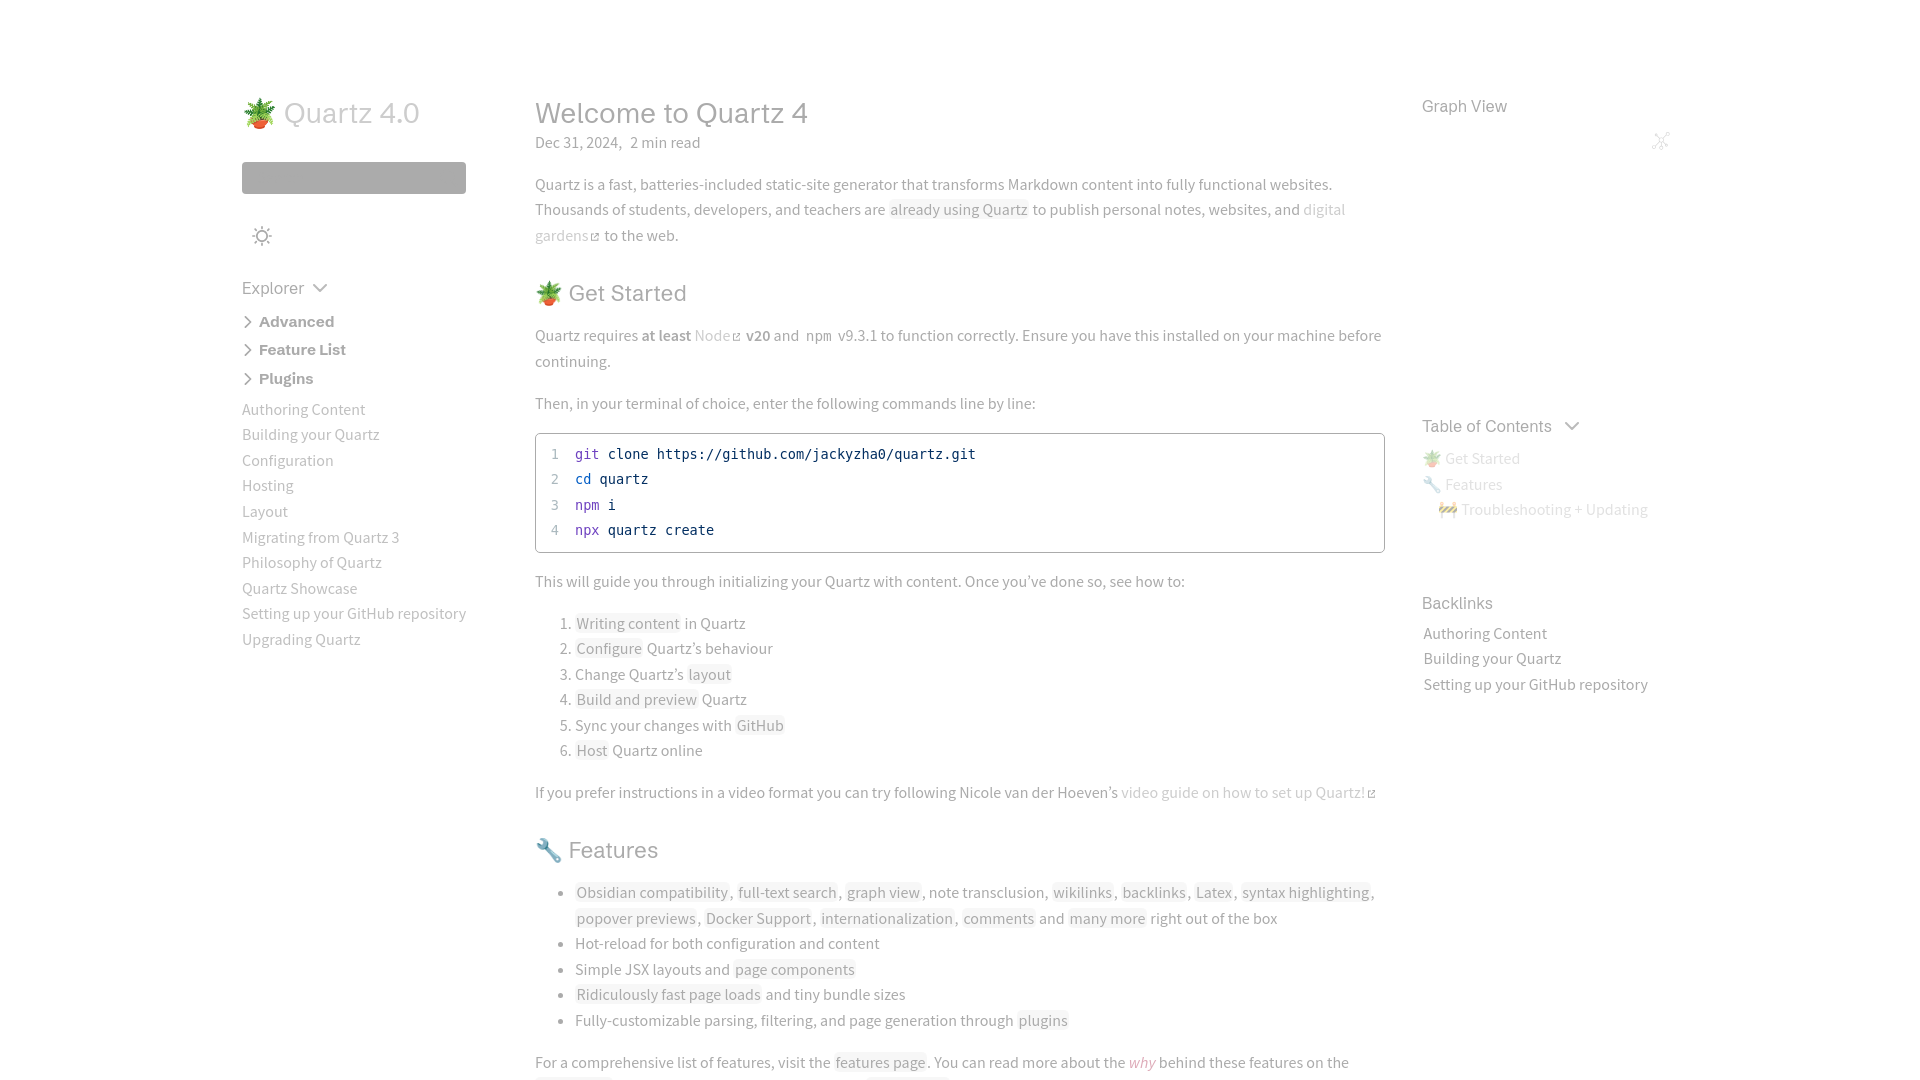 🪴 Quartz 4.0
Explorer
Advanced
Feature List
Plugins
Authoring Content
Building your Quartz
Configuration
Hosting
Layout
Migrating from Quartz 3
Philosophy of Quartz
Quartz Showcase
Setting up your GitHub repository
Upgrading Quartz
Welcome to Quartz 4
Dec 31, 2024, 2 min read
Quartz is a fast, batteries-included static-site generator that transforms Markdown content into fully functional websites.
Thousands of students, developers, and teachers are already using Quartz to publish personal notes, websites, and digital
gardens to the web.
🪴 Get Started
Quartz requires at least Node v20 and npm v9.3.1 to function correctly. Ensure you have this installed on your machine before
continuing.
Then, in your terminal of choice, enter the following commands line by line:
1 git clone https://github.com/jackyzha0/quartz.git
2 cd quartz
3 npm i
4 npx quartz create
This will guide you through initializing your Quartz with content. Once you’ve done so, see how to:
1. Writing content in Quartz
2. Configure Quartz’s behaviour
3. Change Quartz’s layout
4. Build and preview Quartz
5. Sync your changes with GitHub
6. Host Quartz online
If you prefer instructions in a video format you can try following Nicole van der Hoeven’s video guide on how to set up Quartz!
🔧 Features
• Obsidian compatibility, full-text search, graph view, note transclusion, wikilinks, backlinks, Latex, syntax highlighting,
popover previews, Docker Support, internationalization, comments and many more right out of the box
• Hot-reload for both configuration and content
• Simple JSX layouts and page components
• Ridiculously fast page loads and tiny bundle sizes
• Fully-customizable parsing, filtering, and page generation through plugins
For a comprehensive list of features, visit the features page. You can read more about the why behind these features on the
Graph View
Table of Contents
🪴 Get Started
🔧 Features
🚧 Troubleshooting + Updating
Backlinks
Authoring Content
Building your Quartz
Setting up your GitHub repository